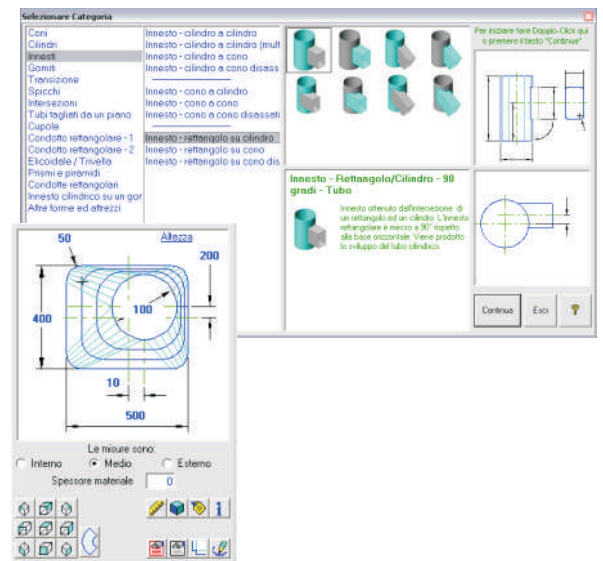 Selezionare Categoria
Coni
Cilindri
Innesti
Gomiti
Transizione
Spicchi
Intersezioni
Tubi tagliati da un piano
Cupole
Condotto rettangolare - 1
Condotto rettangolare - 2
Elicoidale / Trivella
Prismi e piramidi
Condotte rettangolari
Innesto cilindrico su un gor
Altre forme ed attrezzi
Innesto - cilindro a cilindro
Innesto - cilindro a cilindro (mult
Innesto - cilindro a cono
Innesto - cilindro a cono disass
Innesto - cono a cilindro
Innesto - cono a cono
Innesto - cono a cono disassati
Innesto - rettangolo su cilindro
Innesto - rettangolo su cono
Innesto - rettangolo su cono dis
Innesto - Rettangolo/Cilindro - 90
gradi - Tubo
Innesto ottenuto dall'intersezione di
un rettangolo ed un cilindro. L'innesto
rettangolare è messo a 90° rispetto
alla base orizzontale. Viene prodotto
lo sviluppo del tubo cilindrico.
Per iniziare fare Doppio-Click qui
o premere il tasto "Continua"
Continua
Esci
?
50
Altezza
200
400
100
10
500
Le misure sono:
Interno
Medio
Esterno
Spessore materiale
0
i